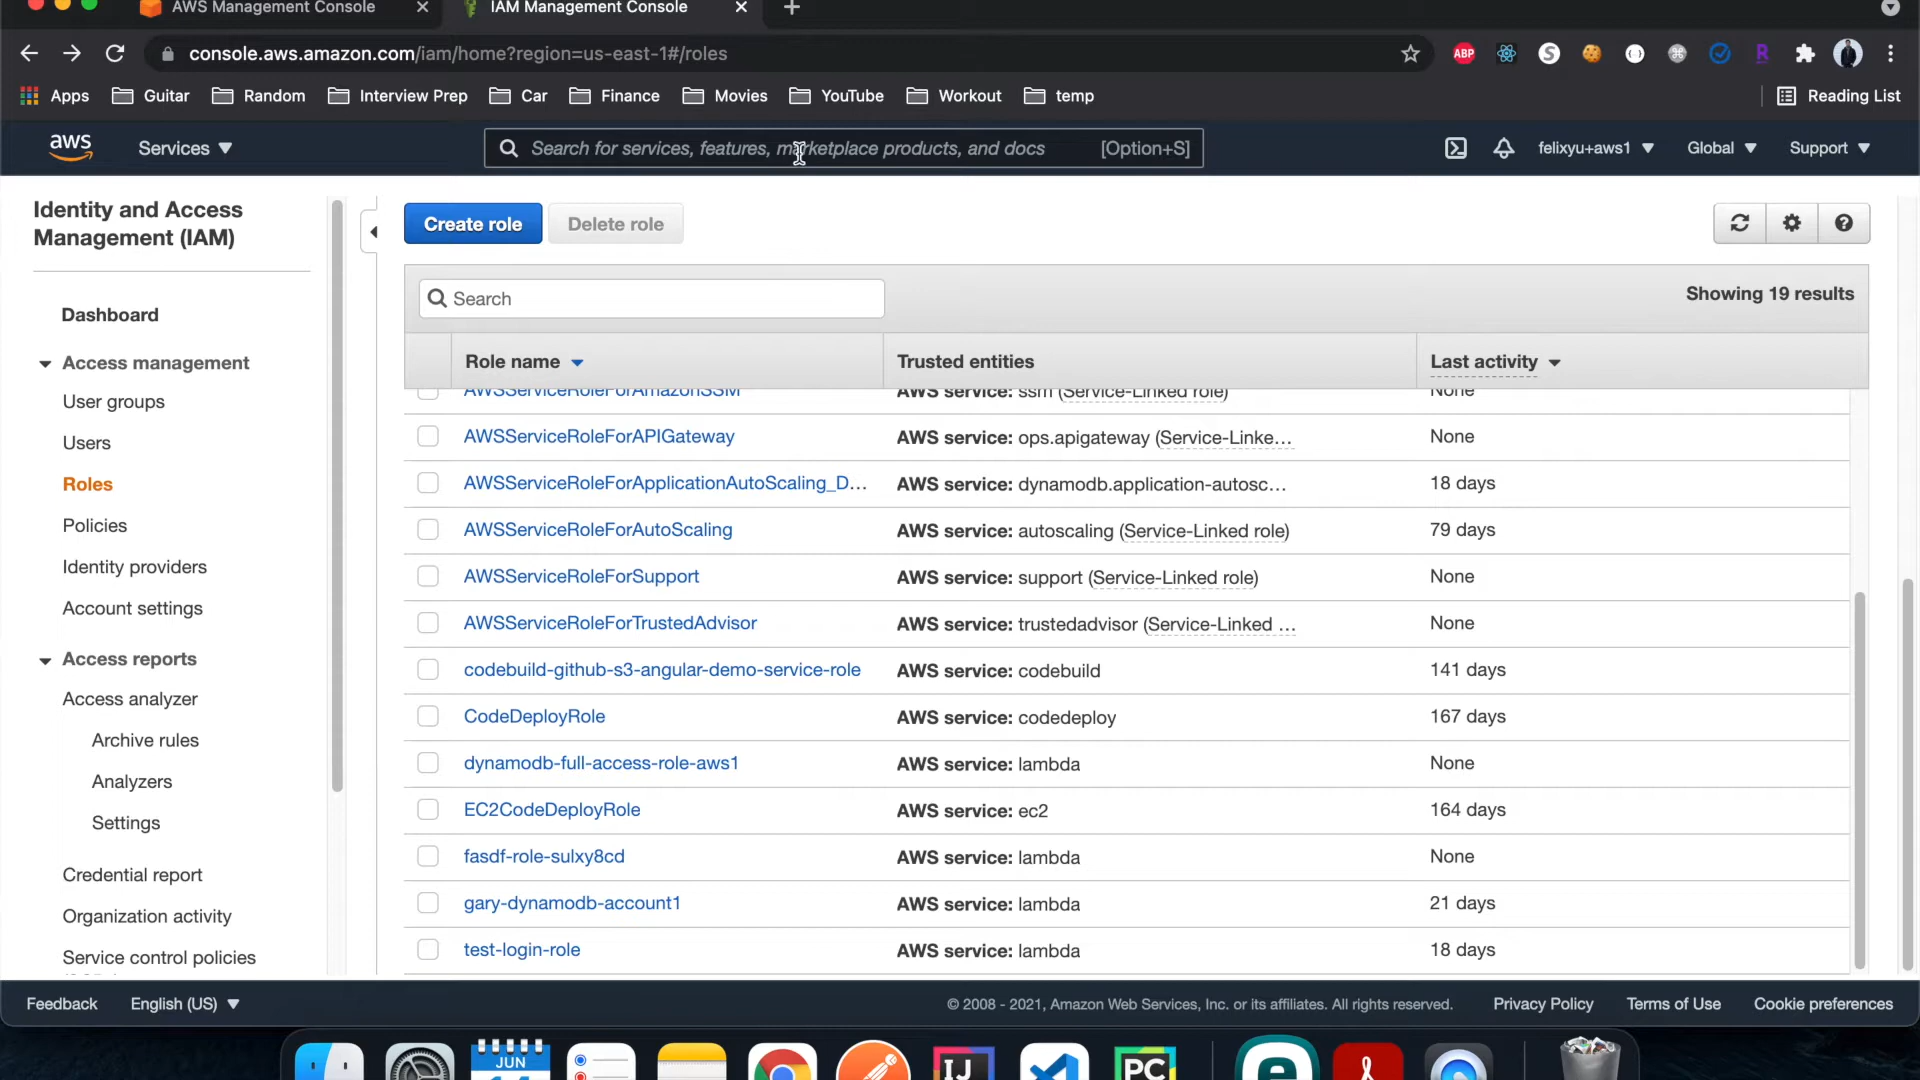 AWS Management Console
IAM Management Console
console.aws.amazon.com/iam/home?region=us-east-1#/roles
ABP
S
R
Apps
Guitar
Random
Interview Prep
Car
Finance
Movies
YouTube
Workout
temp
Reading List
aws
Services
Search for services, features, marketplace products, and docs
[Option+S]
felixyu+aws1
Global
Support
Identity and Access
Management (IAM)
Dashboard
Access management
User groups
Users
Roles
Policies
Identity providers
Account settings
Access reports
Access analyzer
Archive rules
Analyzers
Settings
Credential report
Organization activity
Service control policies
Create role
Delete role
Search
Showing 19 results
Role name
Trusted entities
Last activity
AWSServiceRoleForAmazonSSM AWS service: ssm (Service-Linked role) None
AWSServiceRoleForAPIGateway AWS service: ops.apigateway (Service-Linke... None
AWSServiceRoleForApplicationAutoScaling_D... AWS service: dynamodb.application-autosc... 18 days
AWSServiceRoleForAutoScaling AWS service: autoscaling (Service-Linked role) 79 days
AWSServiceRoleForSupport AWS service: support (Service-Linked role) None
AWSServiceRoleForTrustedAdvisor AWS service: trustedadvisor (Service-Linked ... None
codebuild-github-s3-angular-demo-service-role AWS service: codebuild 141 days
CodeDeployRole AWS service: codedeploy 167 days
dynamodb-full-access-role-aws1 AWS service: lambda None
EC2CodeDeployRole AWS service: ec2 164 days
fasdf-role-sulxy8cd AWS service: lambda None
gary-dynamodb-account1 AWS service: lambda 21 days
test-login-role AWS service: lambda 18 days
Feedback
English (US)
© 2008 - 2021, Amazon Web Services, Inc. or its affiliates. All rights reserved.
Privacy Policy
Terms of Use
Cookie preferences
JUN
IJ
PC